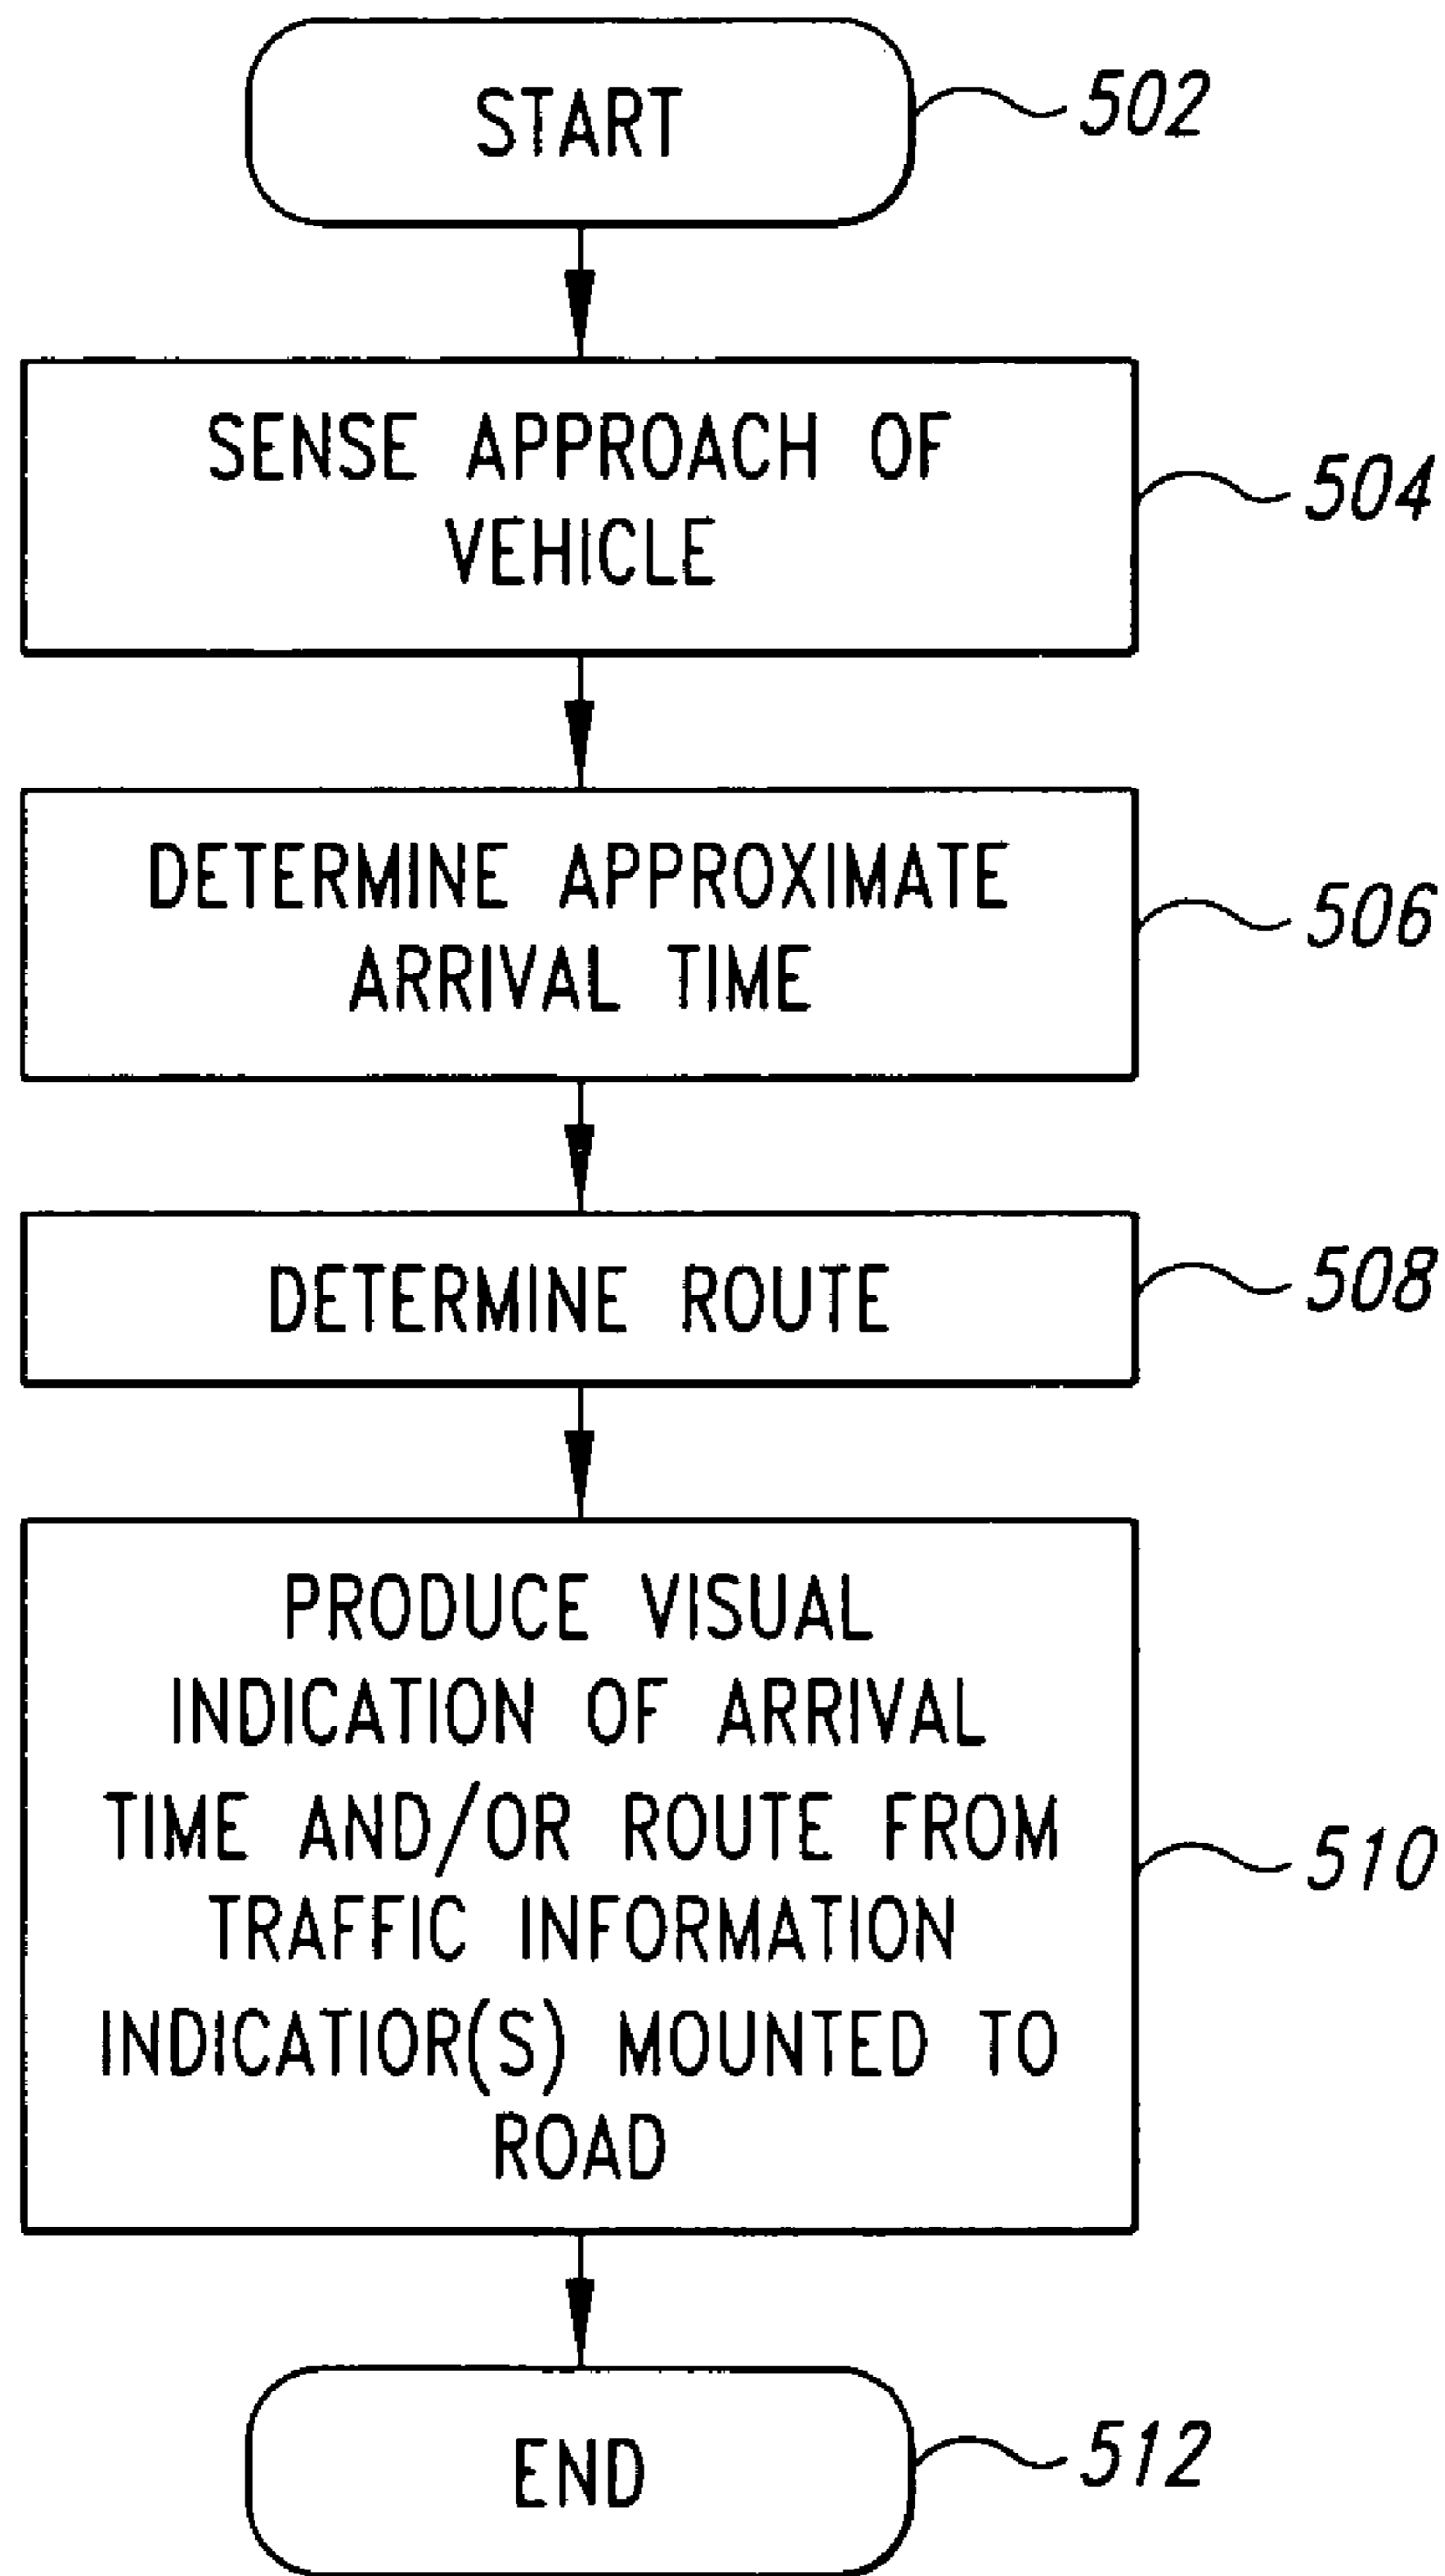 START
502
SENSE APPROACH OF
VEHICLE
504
DETERMINE APPROXIMATE
ARRIVAL TIME
506
DETERMINE ROUTE
508
PRODUCE VISUAL
INDICATION OF ARRIVAL
TIME AND/OR ROUTE FROM
TRAFFIC INFORMATION
INDICATIOR(S) MOUNTED TO
ROAD
510
END
512